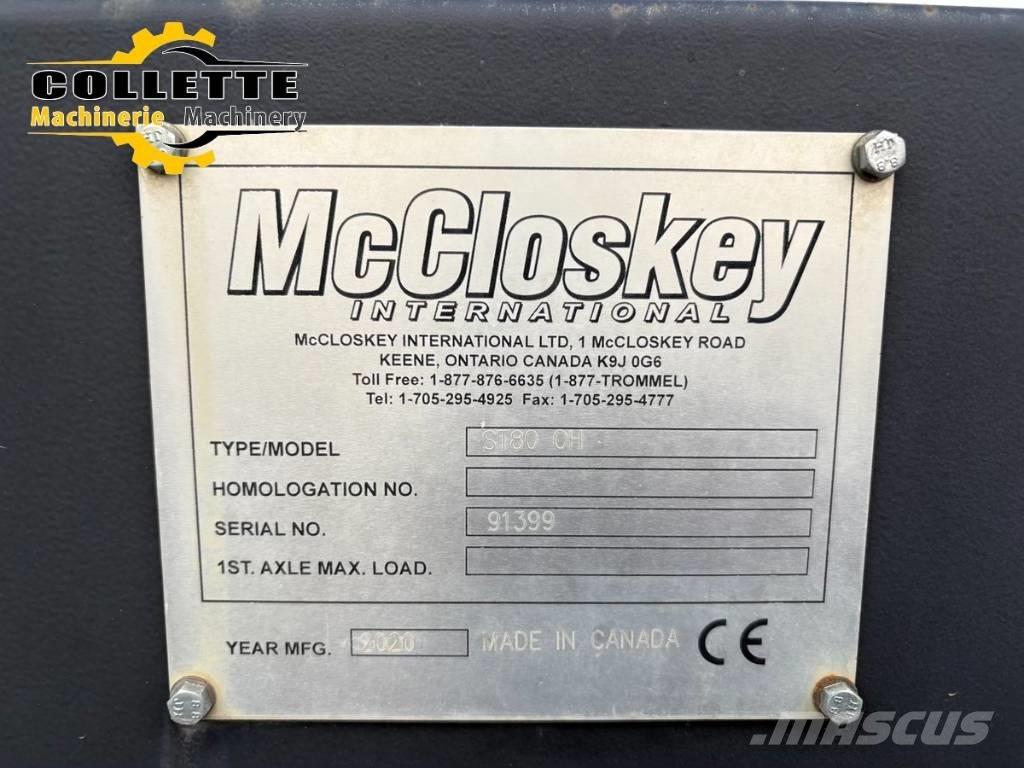 COLLETTE
Machinerie Machinery
McCloskey
INTERNATIONAL
McCLOSKEY INTERNATIONAL LTD, 1 McCLOSKEY ROAD
KEENE, ONTARIO CANADA K9J 0G6
Toll Free: 1-877-876-6635 (1-877-TROMMEL)
Tel: 1-705-295-4925 Fax: 1-705-295-4777
TYPE/MODEL ST80 OH
HOMOLOGATION NO.
SERIAL NO. 91399
1ST. AXLE MAX. LOAD.
YEAR MFG. 2020 MADE IN CANADA CE
MASCUS